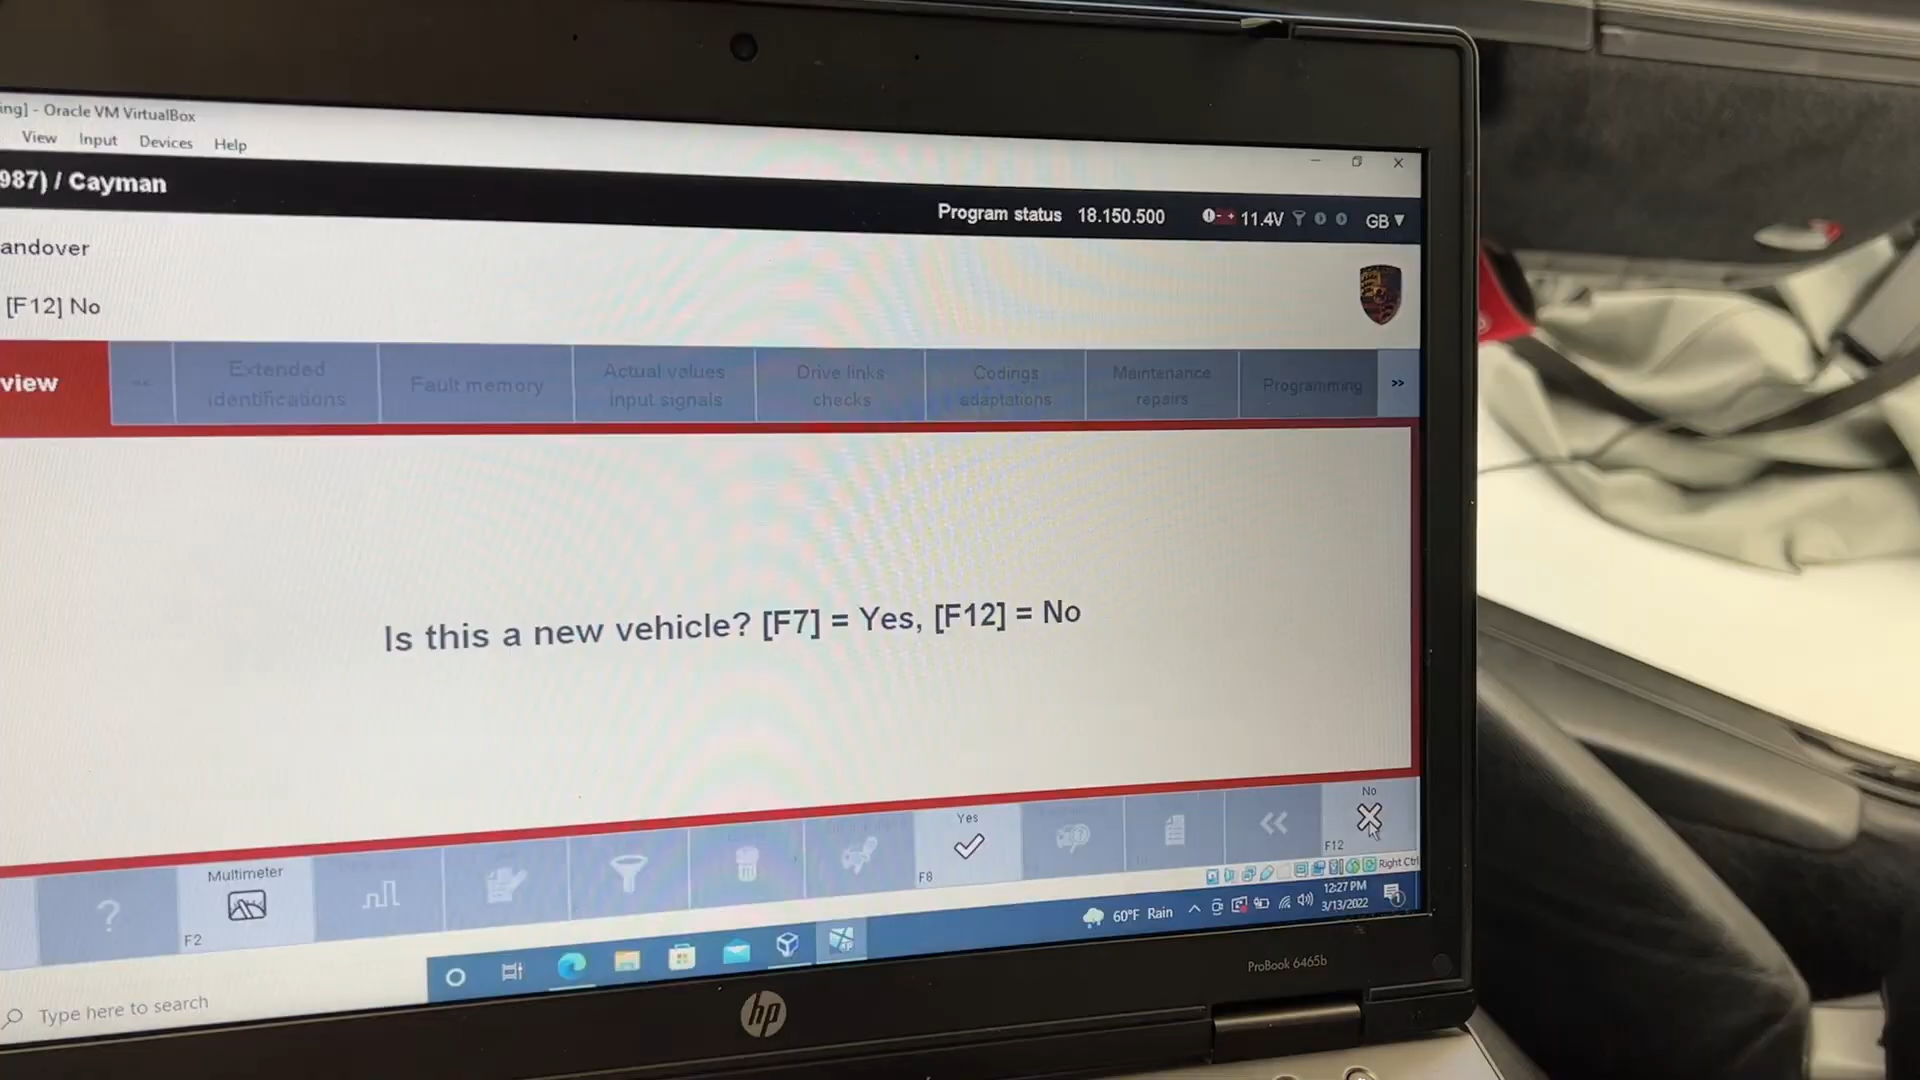 ing] - Oracle VM VirtualBox
View Input Devices Help
987) / Cayman
Program status 18.150.500 11.4V GB
andover
[F12] No
view
<<
Extended
identifications
Fault memory
Actual values
input signals
Drive links
checks
Codings
adaptations
Maintenance
repairs
Programming
>>
Is this a new vehicle? [F7] = Yes, [F12] = No
?
Multimeter
F2
Yes
F8
No
F12
Right Ctrl
Type here to search
60°F Rain
12:27 PM
3/13/2022
1
ProBook 6465b
hp